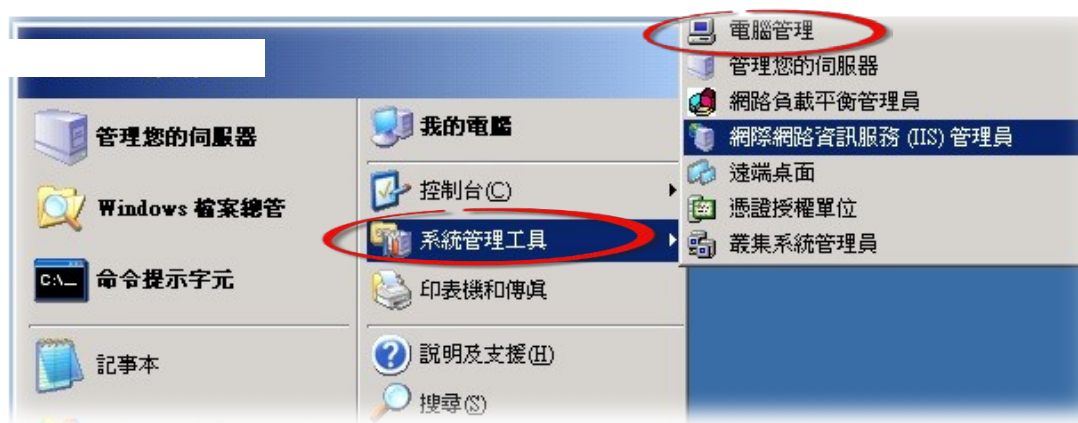 管理您的伺服器
Windows 檔案總管
命令提示字元
記事本
我的電腦
控制台(C)
系統管理工具
印表機和傳真
說明及支援(H)
搜尋(S)
電腦管理
管理您的伺服器
網路負載平衡管理員
網際網路資訊服務 (IIS) 管理員
遠端桌面
憑證授權單位
叢集系統管理員
C:\_